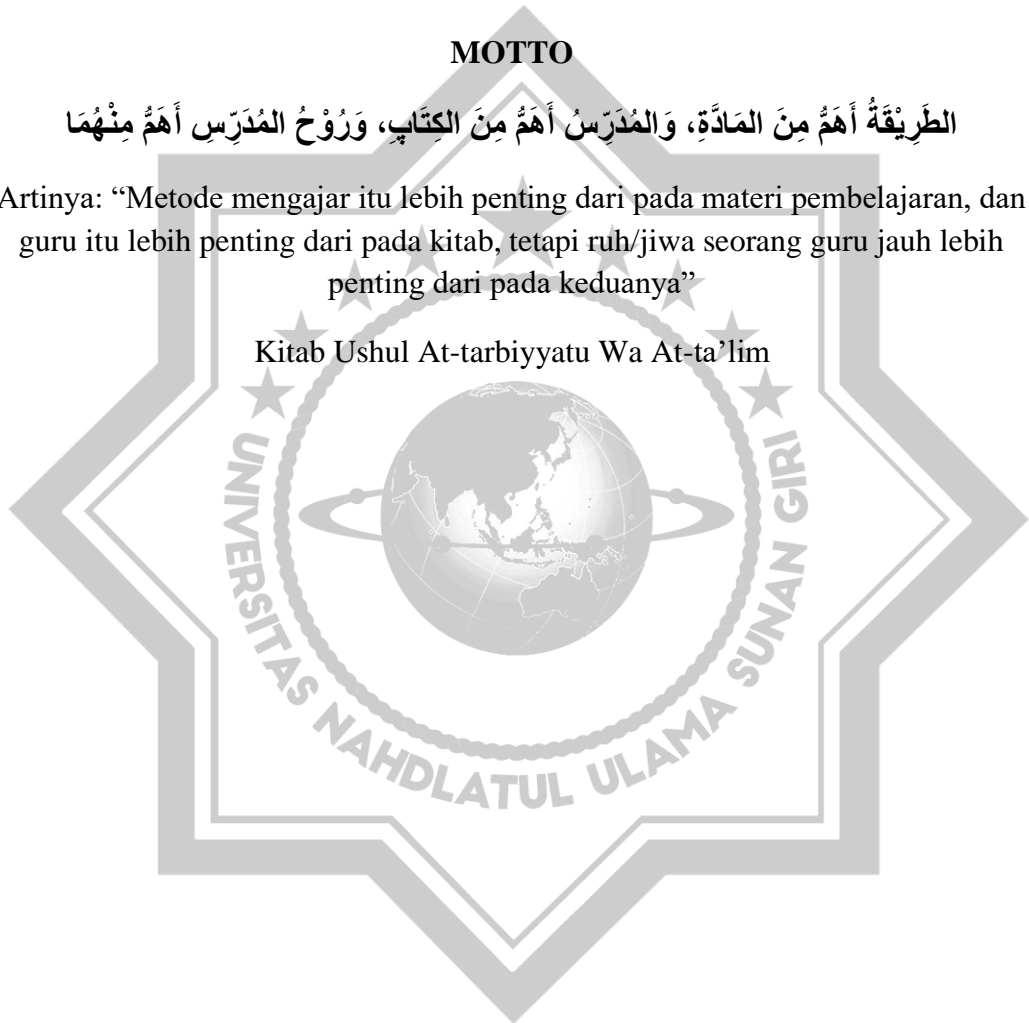 MOTTO
الطَرِيْقَةُ أَهَمُّ مِنَ المَادَّةِ، وَالمُدَرِّسُ أَهَمُّ مِنَ الكِتَاپِ، وَرُوْحُ المُدَرِّسِ أَهَمُّ مِنْهُمَا
Artinya: “Metode mengajar itu lebih penting dari pada materi pembelajaran, dan
guru itu lebih penting dari pada kitab, tetapi ruh/jiwa seorang guru jauh lebih
penting dari pada keduanya”
Kitab Ushul At-tarbiyyatu Wa At-ta’lim
UNIVERSITAS NAHDLATUL ULAMA SUNAN GIRI